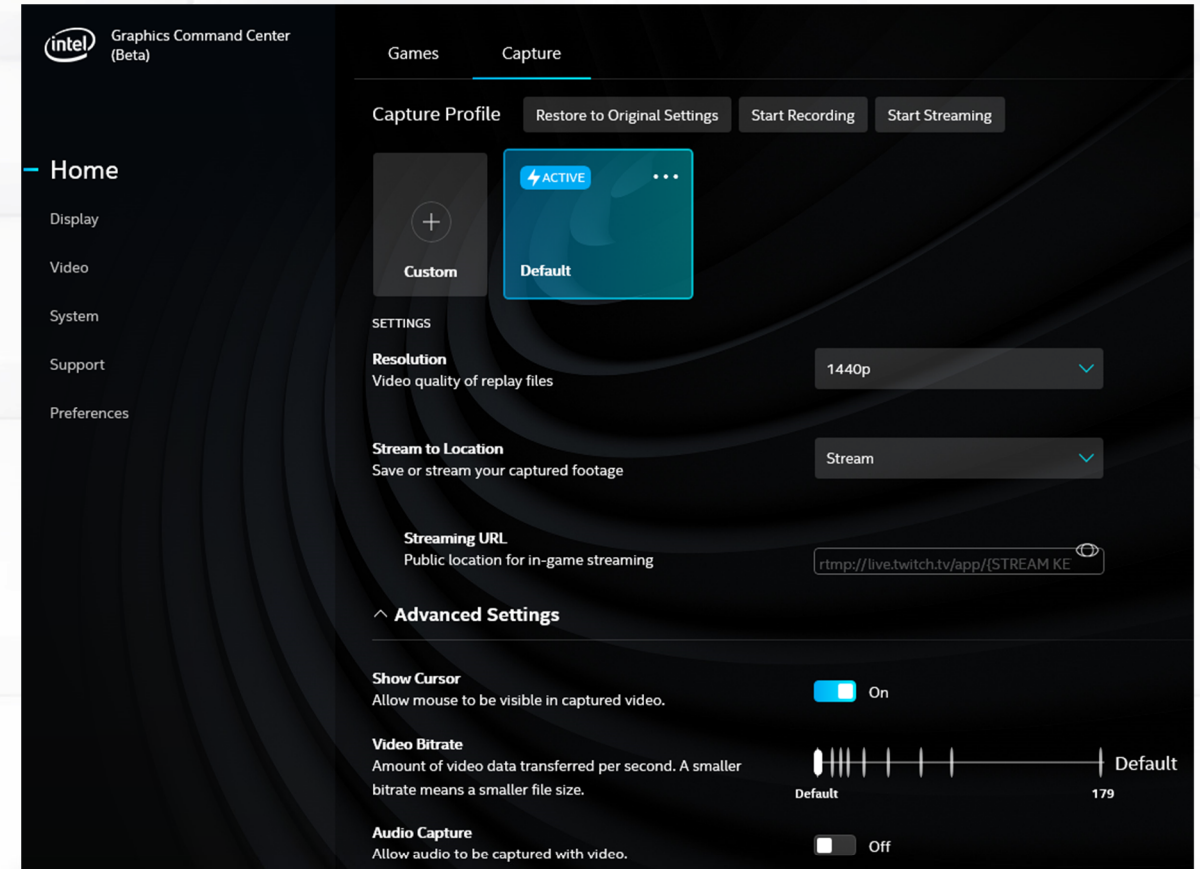 intel
Graphics Command Center
(Beta)
Games
Capture
Capture Profile
Restore to Original Settings
Start Recording
Start Streaming
Home
Display
Video
System
Support
Preferences
Custom
ACTIVE
Default
SETTINGS
Resolution
Video quality of replay files
1440p
Stream to Location
Save or stream your captured footage
Stream
Streaming URL
Public location for in-game streaming
rtmp://live.twitch.tv/app/{STREAM KE
Advanced Settings
Show Cursor
Allow mouse to be visible in captured video.
On
Video Bitrate
Amount of video data transferred per second. A smaller
bitrate means a smaller file size.
Default
Default
179
Audio Capture
Allow audio to be captured with video.
Off